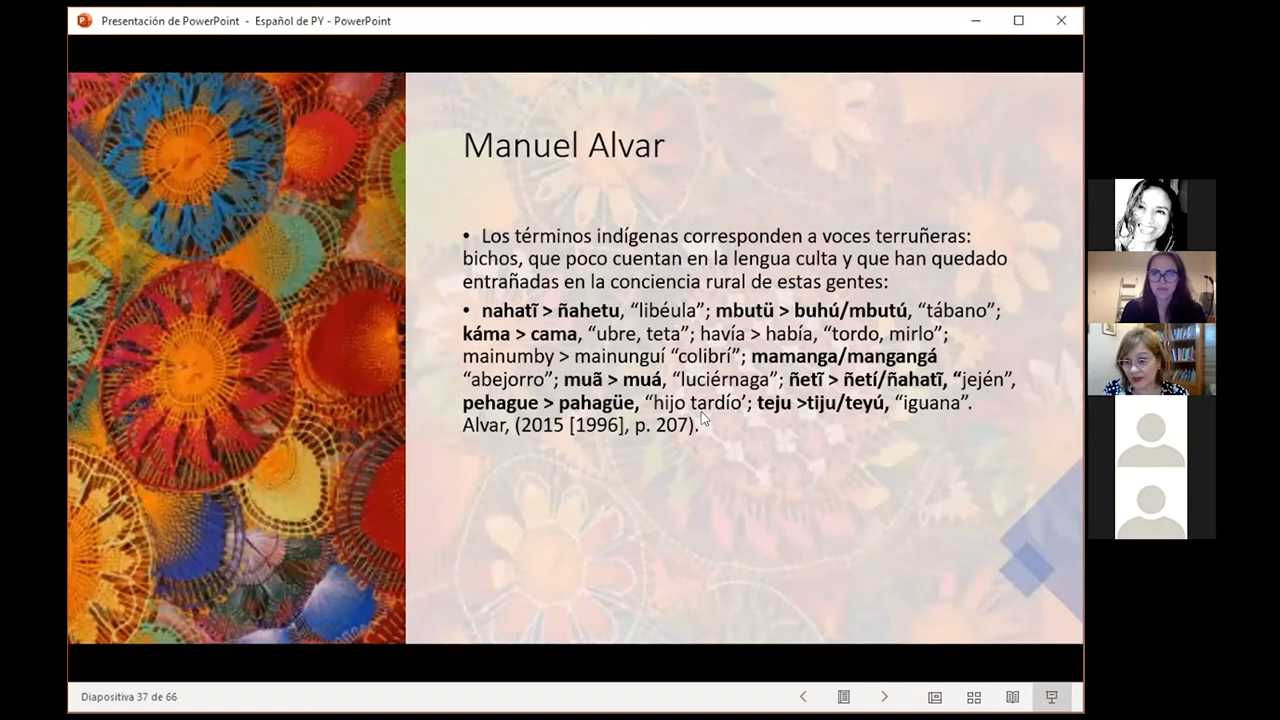 Presentación de PowerPoint - Español de PY - PowerPoint
Manuel Alvar
• Los términos indígenas corresponden a voces terruñeras:
bichos, que poco cuentan en la lengua culta y que han quedado
entrañadas en la conciencia rural de estas gentes:
• nahatĩ > ñahetu, “libéula”; mbutü > buhú/mbutú, “tábano”;
káma > cama, “ubre, teta”; havía > había, “tordo, mirlo”;
mainumby > mainunguí “colibrí”; mamanga/mangangá
“abejorro”; muã > muá, “luciérnaga”; ñetĩ > ñetí/ñahatĩ, “jején”,
pehague > pahagüe, “hijo tardío’; teju >tiju/teyú, “iguana”.
Alvar, (2015 [1996], p. 207).
Diapositiva 37 de 66